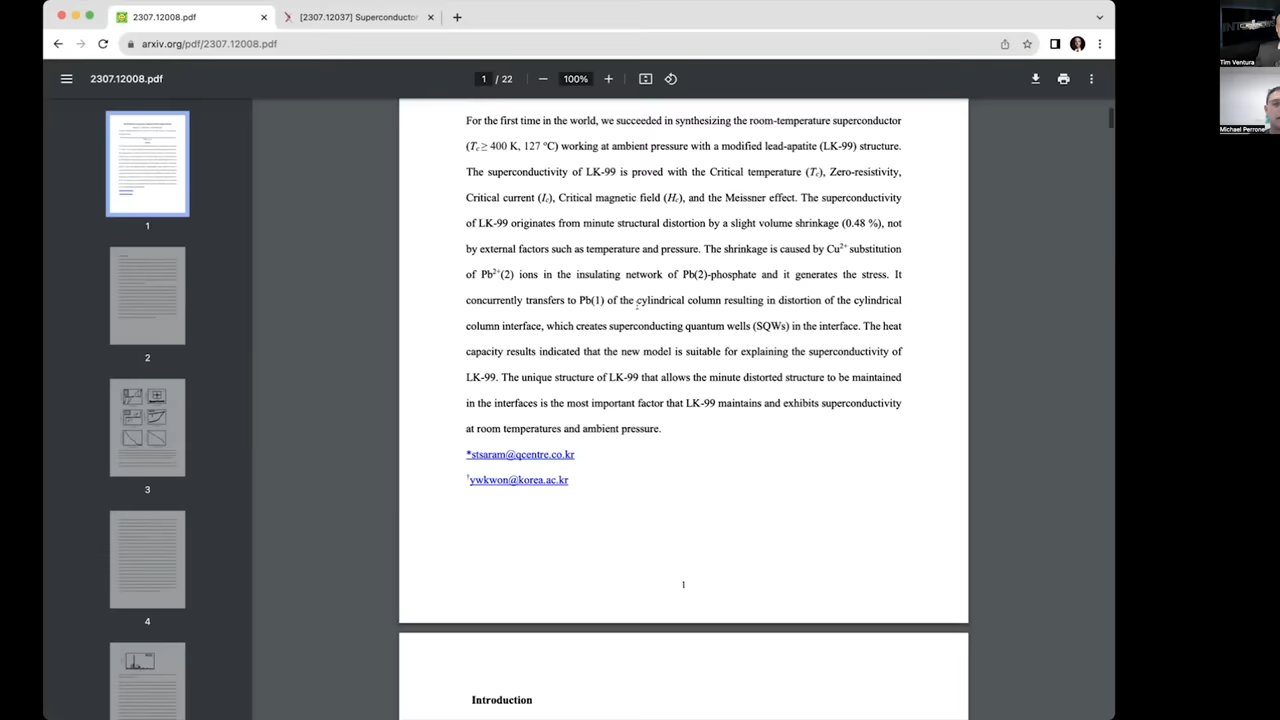 2307.12008.pdf
[2307.12037] Superconductor
arxiv.org/pdf/2307.12008.pdf
2307.12008.pdf
1 / 22
100%
For the first time in the world, we succeeded in synthesizing the room-temperature superconductor
(Tc ≥ 400 K, 127 °C) working at ambient pressure with a modified lead-apatite (LK-99) structure.
The superconductivity of LK-99 is proved with the Critical temperature (Tc), Zero-resistivity,
Critical current (Ic), Critical magnetic field (Hc), and the Meissner effect. The superconductivity
of LK-99 originates from minute structural distortion by a slight volume shrinkage (0.48 %), not
by external factors such as temperature and pressure. The shrinkage is caused by Cu2+ substitution
of Pb2+(2) ions in the insulating network of Pb(2)-phosphate and it generates the stress. It
concurrently transfers to Pb(1) of the cylindrical column resulting in distortion of the cylindrical
column interface, which creates superconducting quantum wells (SQWs) in the interface. The heat
capacity results indicated that the new model is suitable for explaining the superconductivity of
LK-99. The unique structure of LK-99 that allows the minute distorted structure to be maintained
in the interfaces is the most important factor that LK-99 maintains and exhibits superconductivity
at room temperatures and ambient pressure.
*stsaram@qcentre.co.kr
†ywkwon@korea.ac.kr
1
Introduction
1
2
3
4
Tim Ventura
Michael Perrone